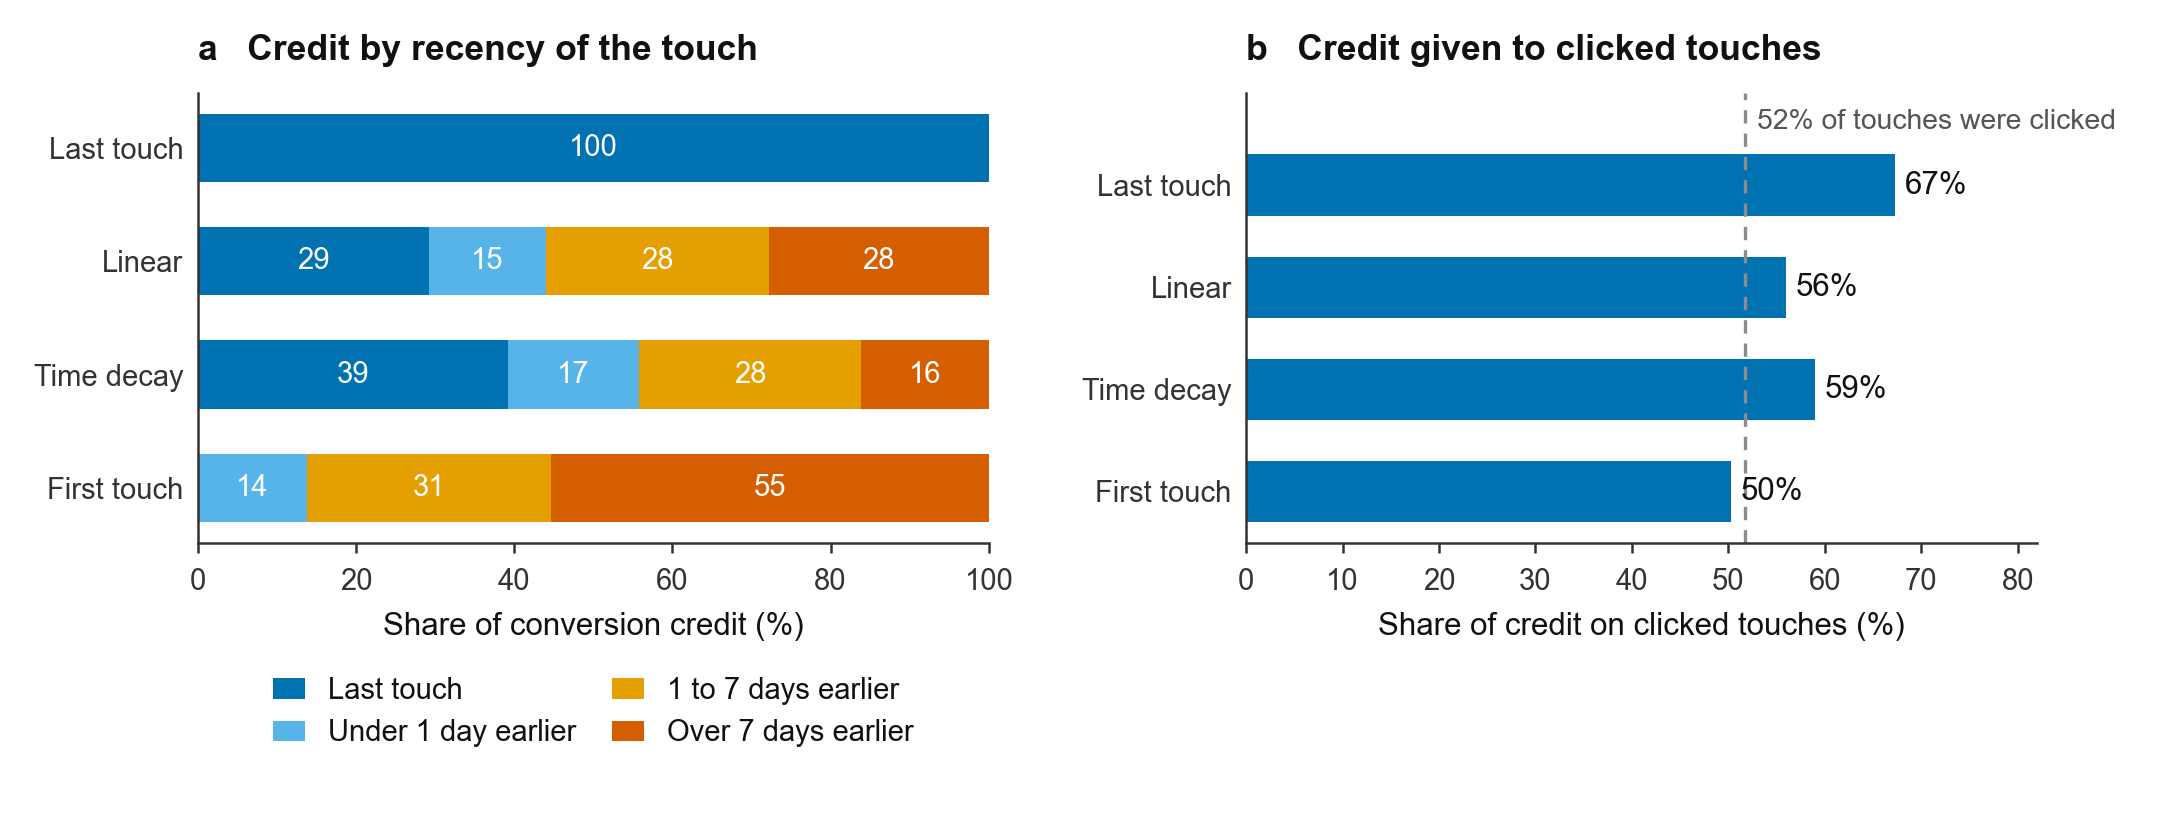 a Credit by recency of the touch
Last touch
100
Linear
29 15 28 28
Time decay
39 17 28 16
First touch
14 31 55
0 20 40 60 80 100
Share of conversion credit (%)
Last touch
Under 1 day earlier
1 to 7 days earlier
Over 7 days earlier
b Credit given to clicked touches
52% of touches were clicked
Last touch
67%
Linear
56%
Time decay
59%
First touch
50%
0 10 20 30 40 50 60 70 80
Share of credit on clicked touches (%)